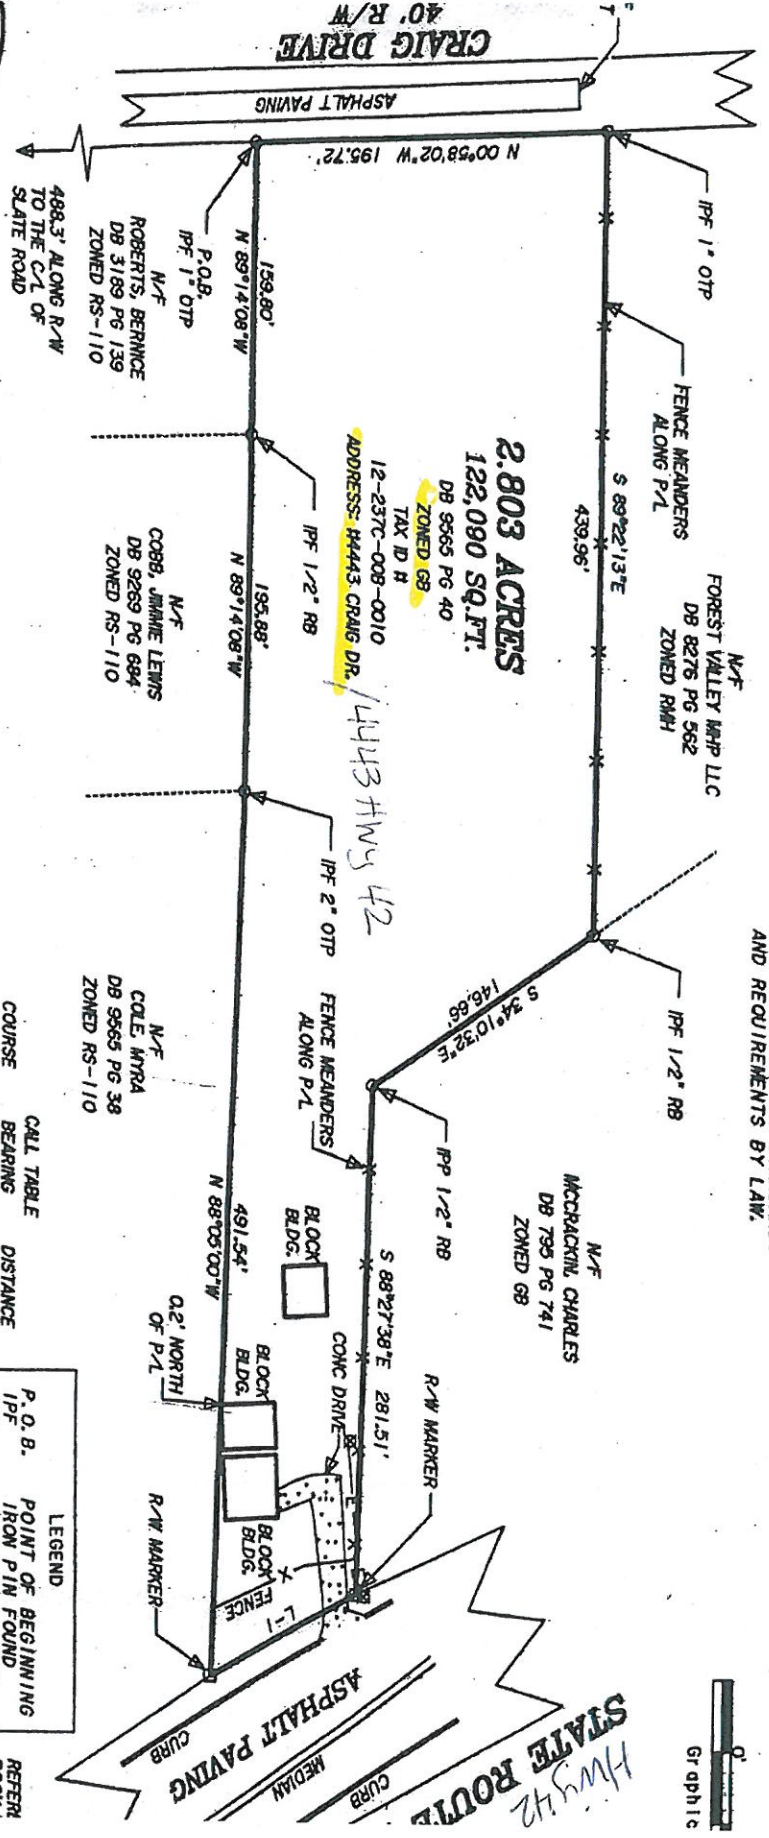 AND REQUIREMENTS BY LAW.
0'
Graphic
CRAIG DRIVE
40' R/W
ASPHALT PAVING
N 00°58'02"W 195.72'
IPF 1" OTP
FENCE MEANDERS
ALONG P/L
S 89°22'13"E
439.96'
N/F
FOREST VALLEY MHP LLC
DB 8276 PG 562
ZONED RMH
IPF 1/2" RB
S 34°10'32"E
146.66'
N/F
MCCRACKIN, CHARLES
DB 795 PG 741
ZONED GB
IPP 1/2" RB
S 88°27'38"E 281.51'
R/W MARKER
STATE ROUTE
Hwy 42
2.803 ACRES
122,090 SQ.FT.
DB 9565 PG 40
ZONED GB
TAX ID #
12-237C-00B-0010
ADDRESS: #4443 CRAIG DR.
/4443 Hwy 42
P.O.B.
IPF 1" OTP
159.80'
N 89°14'08"W
IPF 1/2" RB
195.88'
N 89°14'08"W
IPF 2" OTP
FENCE MEANDERS
ALONG P/L
BLOCK
BLDG.
491.54'
N 88°05'00"W
BLOCK
BLDG.
CONC DRIVE
BLOCK
BLDG.
FENCE
L-1
0.2' NORTH
OF P/L
R/W MARKER
CURB
ASPHALT PAVING
MEDIAN
CURB
488.3' ALONG R/W
TO THE C/L OF
SLATE ROAD
N/F
ROBERTS, BERNICE
DB 3189 PG 139
ZONED RS-110
N/F
COBB, JIMMIE LEWIS
DB 9269 PG 684
ZONED RS-110
N/F
COLE, MYRA
DB 9565 PG 38
ZONED RS-110
CALL TABLE
COURSE BEARING DISTANCE
LEGEND
P.O.B. POINT OF BEGINNING
IPF IRON PIN FOUND